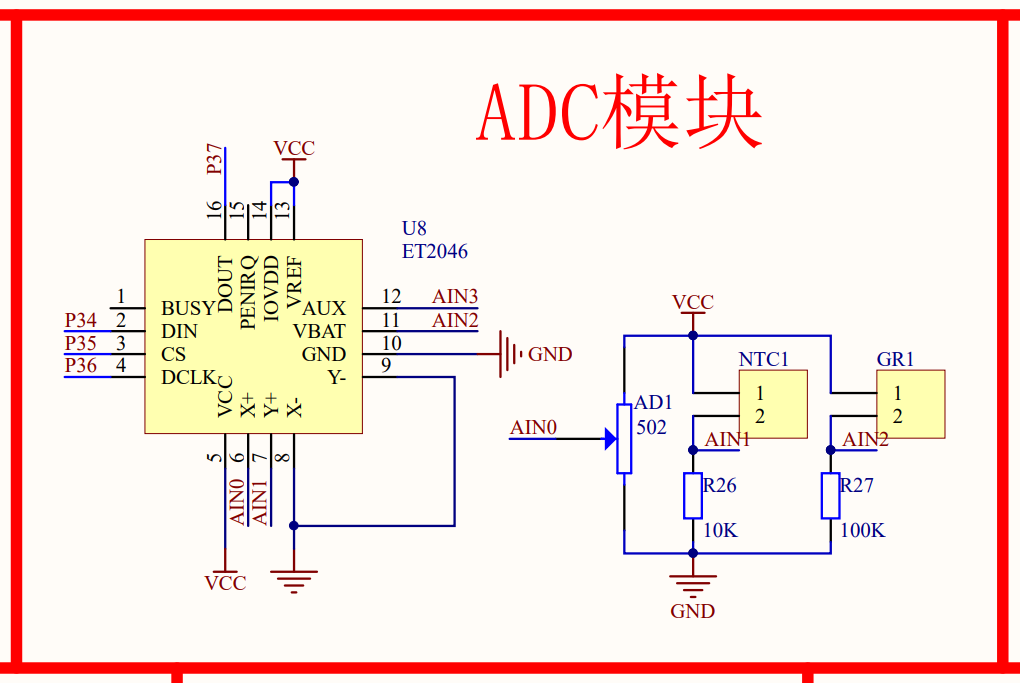 ADC模块
P37
VCC
16
15
14
13
U8
ET2046
DOUT
PENIRQ
IOVDD
VREF
1
BUSY
AUX
12
AIN3
P34
2
DIN
VBAT
11
AIN2
P35
3
CS
GND
10
GND
P36
4
DCLK
Y-
9
VCC
X+
Y+
X-
5
6
7
8
AIN0
AIN1
VCC
VCC
NTC1
GR1
1
2
1
2
AD1
502
AIN0
AIN1
AIN2
R26
10K
R27
100K
GND